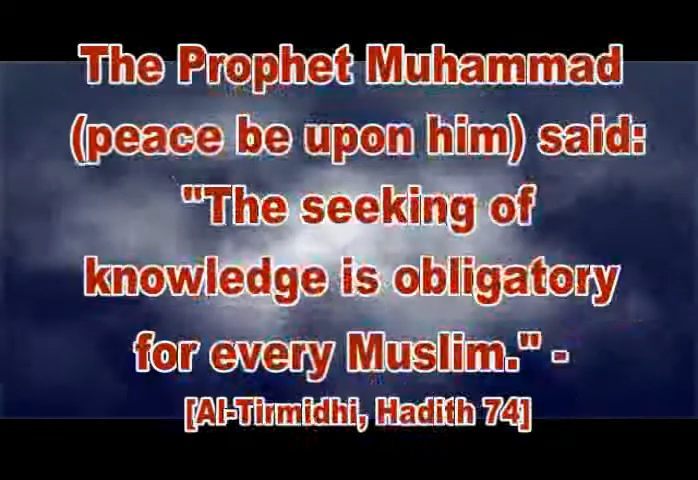 The Prophet Muhammad
(peace be upon him) said:
"The seeking of
knowledge is obligatory
for every Muslim." -
[Al-Tirmidhi, Hadith 74]